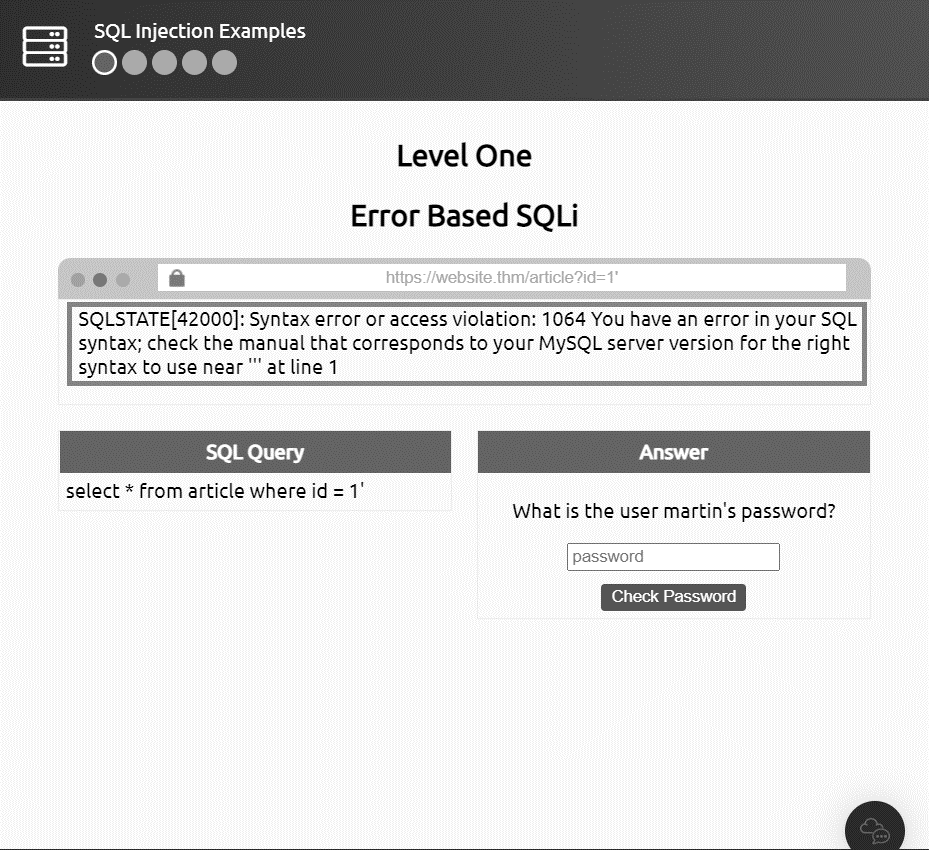 SQL Injection Examples
Level One
Error Based SQLi
https://website.thm/article?id=1'
SQLSTATE[42000]: Syntax error or access violation: 1064 You have an error in your SQL
syntax; check the manual that corresponds to your MySQL server version for the right
syntax to use near ''' at line 1
SQL Query
select * from article where id = 1'
Answer
What is the user martin's password?
password
Check Password